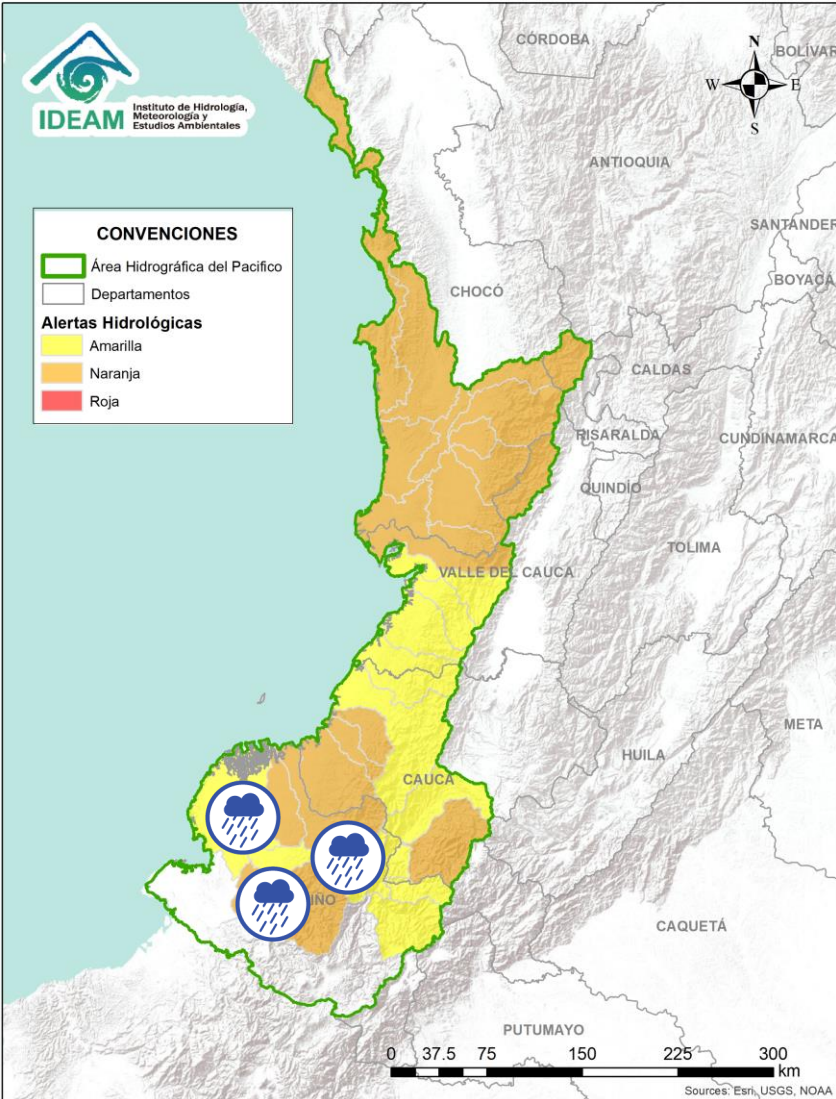 IDEAM
Instituto de Hidrología,
Meteorología y
Estudios Ambientales
CÓRDOBA
BOLÍVAR
N
W
E
S
ANTIOQUIA
SANTANDER
BOYACÁ
CONVENCIONES
Área Hidrográfica del Pacifico
Departamentos
Alertas Hidrológicas
Amarilla
Naranja
Roja
CHOCÓ
CALDAS
RISARALDA
CUNDINAMARCA
QUINDÍO
TOLIMA
VALLE DEL CAUCA
META
HUILA
CAUCA
IÑO
CAQUETÁ
PUTUMAYO
0 37.5 75 150 225 300
km
Sources: Esri, USGS, NOAA